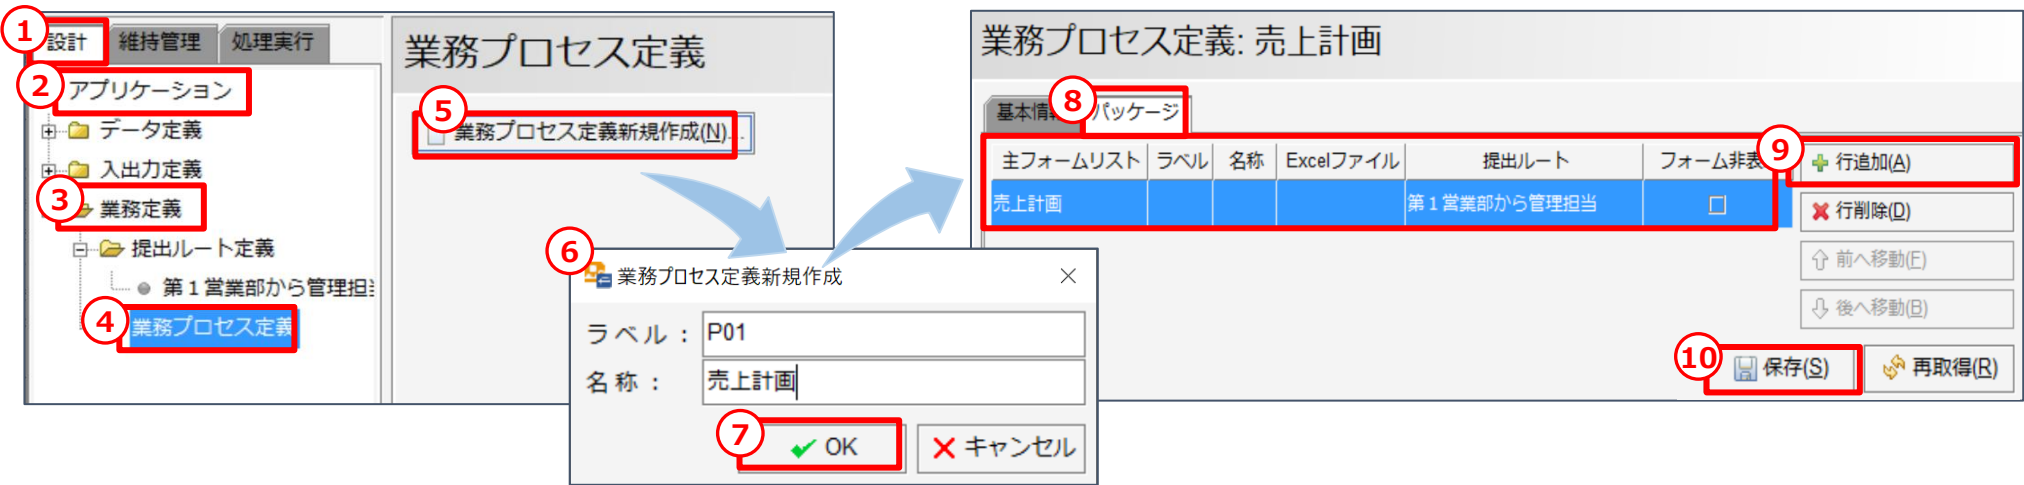 1
設計
維持管理
処理実行
2
アプリケーション
データ定義
入出力定義
3
業務定義
提出ルート定義
第１営業部から管理担
4
業務プロセス定義
業務プロセス定義
5
業務プロセス定義新規作成(N)...
6
業務プロセス定義新規作成
ラベル：
P01
名称：
売上計画
7
OK
キャンセル
業務プロセス定義: 売上計画
基本情
8
パッケージ
主フォームリスト
ラベル
名称
Excelファイル
提出ルート
フォーム非表
売上計画
第１営業部から管理担当
9
行追加(A)
行削除(D)
前へ移動(F)
後へ移動(B)
10
保存(S)
再取得(R)